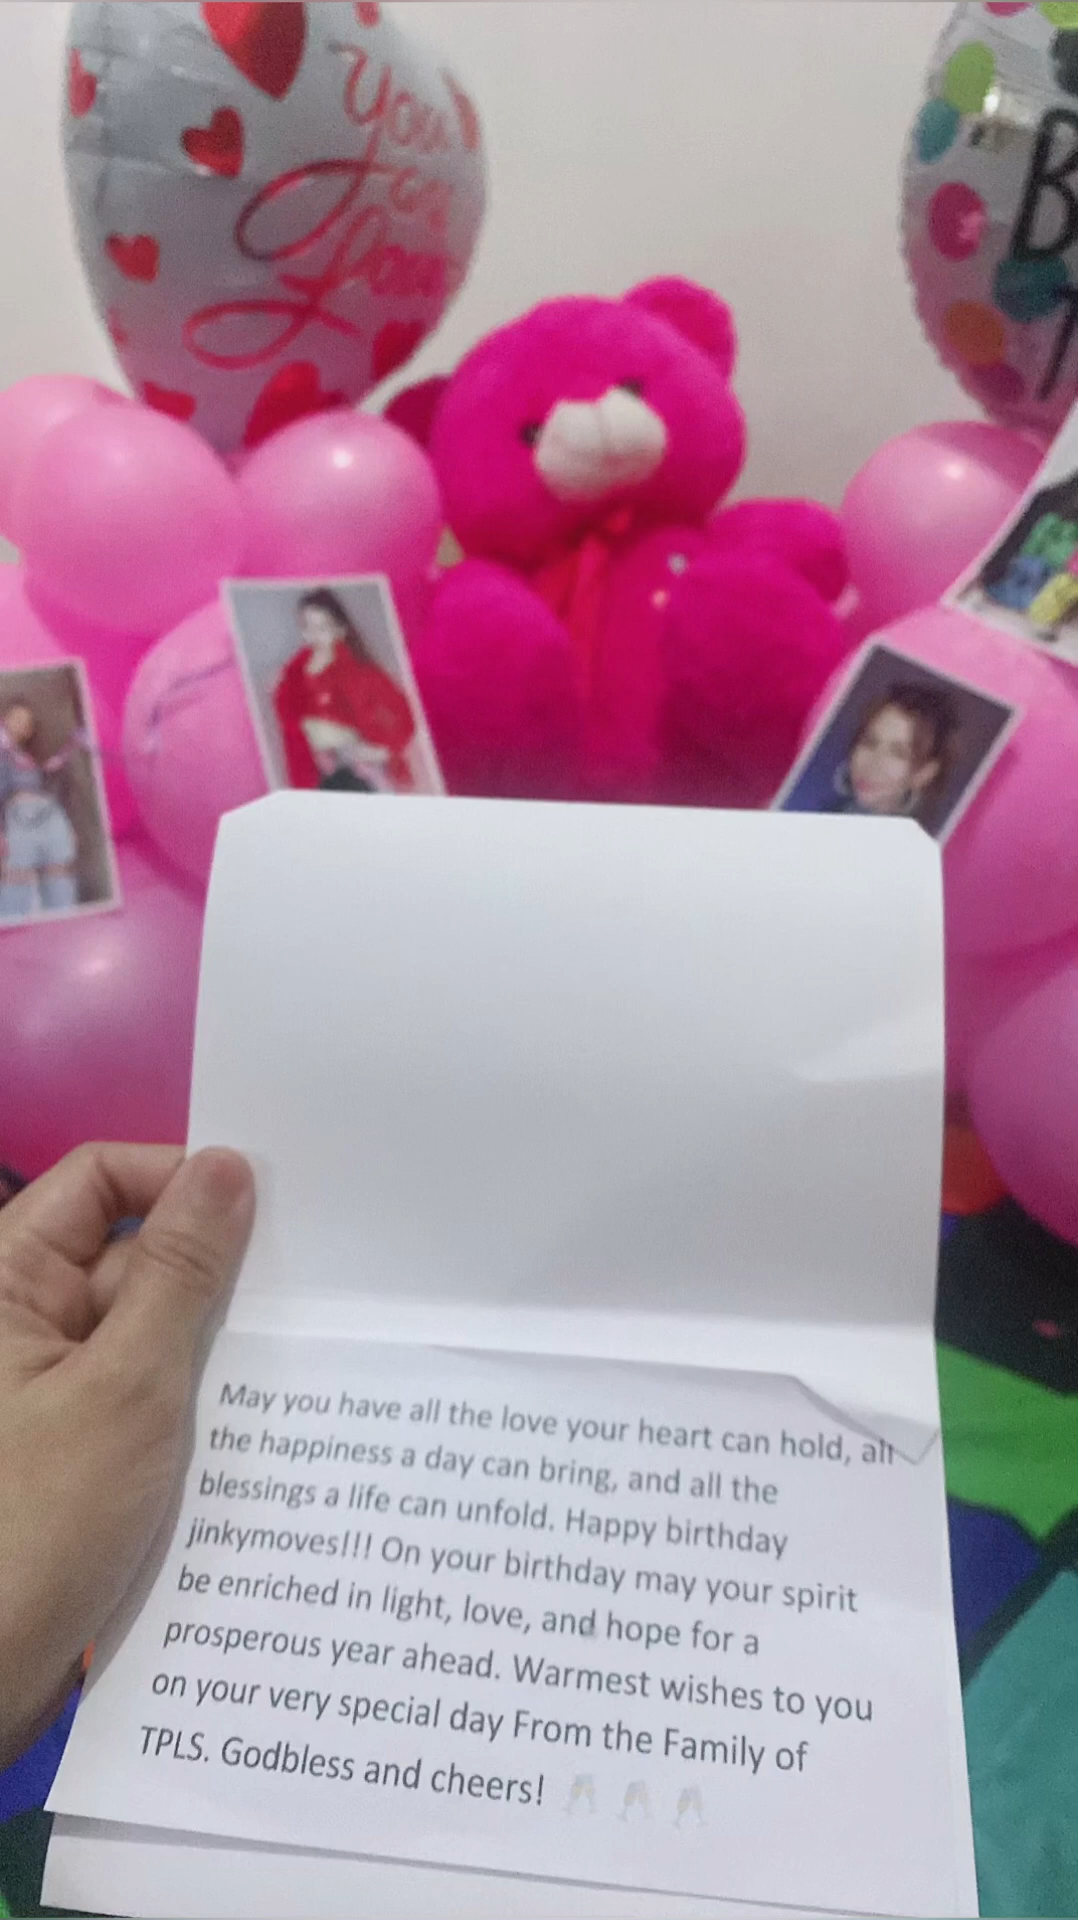 You
are
Love
B
May you have all the love your heart can hold, all
the happiness a day can bring, and all the
blessings a life can unfold. Happy birthday
jinkymoves!!! On your birthday may your spirit
be enriched in light, love, and hope for a
prosperous year ahead. Warmest wishes to you
on your very special day From the Family of
TPLS. Godbless and cheers! 🥂 🥂 🥂